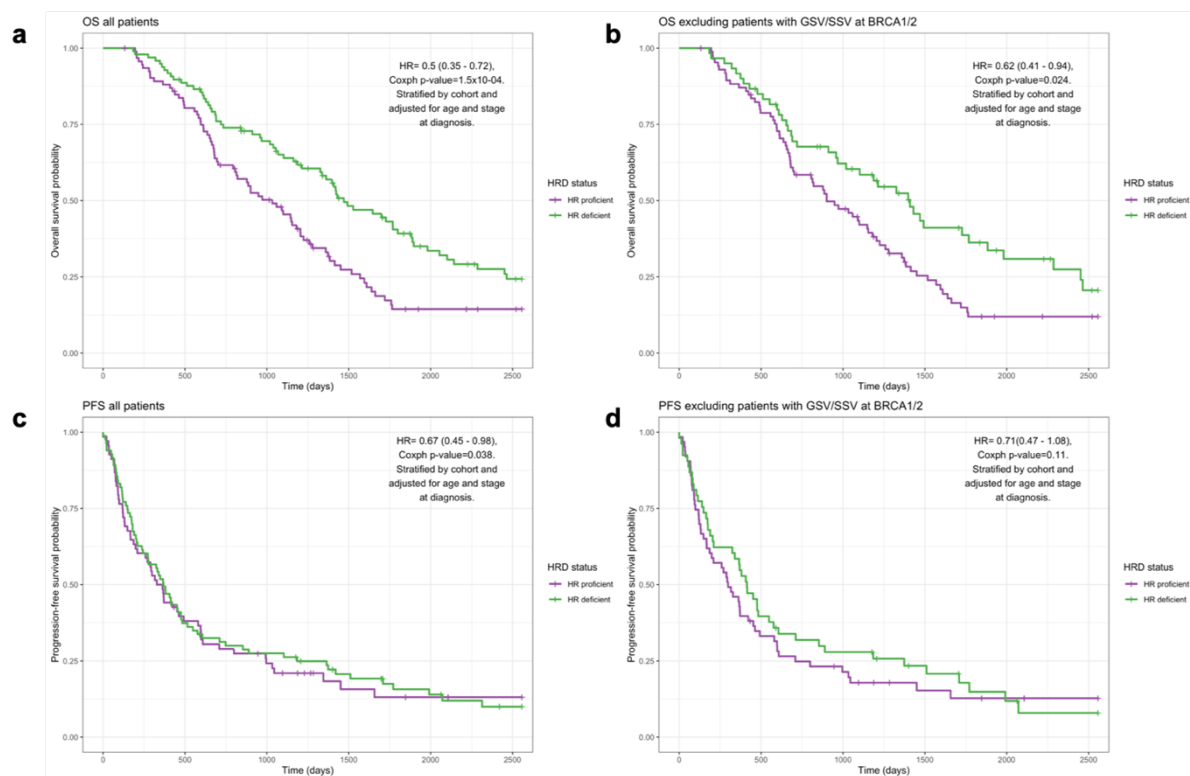 a
OS all patients
1.00
0.75
0.50
0.25
0.00
Overall survival probability
HR= 0.5 (0.35 - 0.72),
Coxph p-value=1.5x10-04.
Stratified by cohort and
adjusted for age and stage
at diagnosis.
HRD status
HR proficient
HR deficient
0 500 1000 1500 2000 2500
Time (days)
b
OS excluding patients with GSV/SSV at BRCA1/2
1.00
0.75
0.50
0.25
0.00
Overall survival probability
HR= 0.62 (0.41 - 0.94),
Coxph p-value=0.024.
Stratified by cohort and
adjusted for age and stage
at diagnosis.
HRD status
HR proficient
HR deficient
0 500 1000 1500 2000 2500
Time (days)
c
PFS all patients
1.00
0.75
0.50
0.25
0.00
Progression-free survival probability
HR= 0.67 (0.45 - 0.98),
Coxph p-value=0.038.
Stratified by cohort and
adjusted for age and stage
at diagnosis.
HRD status
HR proficient
HR deficient
0 500 1000 1500 2000 2500
Time (days)
d
PFS excluding patients with GSV/SSV at BRCA1/2
1.00
0.75
0.50
0.25
0.00
Progression-free survival probability
HR= 0.71(0.47 - 1.08),
Coxph p-value=0.11.
Stratified by cohort and
adjusted for age and stage
at diagnosis.
HRD status
HR proficient
HR deficient
0 500 1000 1500 2000 2500
Time (days)